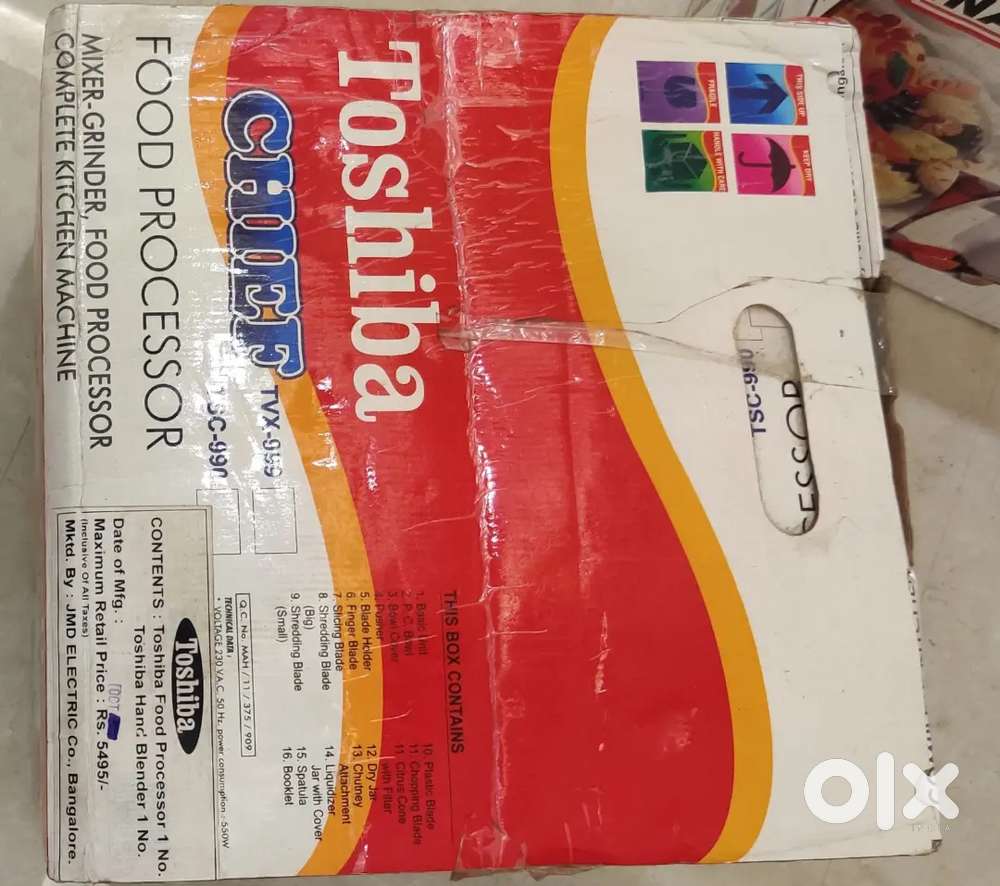 Toshiba
CHIEF
TVX-999
TSC-990
FOOD PROCESSOR
MIXER-GRINDER, FOOD PROCESSOR
COMPLETE KITCHEN MACHINE
THIS SIDE UP
KEEP DRY
FRAGILE
HANDLE WITH CARE
TSC-990
THIS BOX CONTAINS
1. Basic Unit
2. P.C. Bowl
3. Bowl Cover
4. Pusher
5. Blade Holder
6. Finger Blade
7. Sliding Blade
8. Shredding Blade
(Big)
9. Shredding Blade
(Small)
10. Plastic Blade
11. Chopping Blade
11. Citrus Cone
with Filter
12. Dry Jar
13. Chutney
Attachment
14. Liquidizer
Jar with Cover
15. Spatula
16. Booklet
Q.C. No. MAH / 11 / 375 / 909
TECHNICAL DATA :
• VOLTAGE 230 V.A.C. 50 Hz, power consumption : 550W
Toshiba
CONTENTS : Toshiba Food Processor 1 No.
Toshiba Hand Blender 1 No.
Date of Mfg. : OCT
Maximum Retail Price : Rs. 5495/-
(Inclusive Of All Taxes)
Mktd. By : JMD ELECTRIC Co., Bangalore.
olx
INDIA